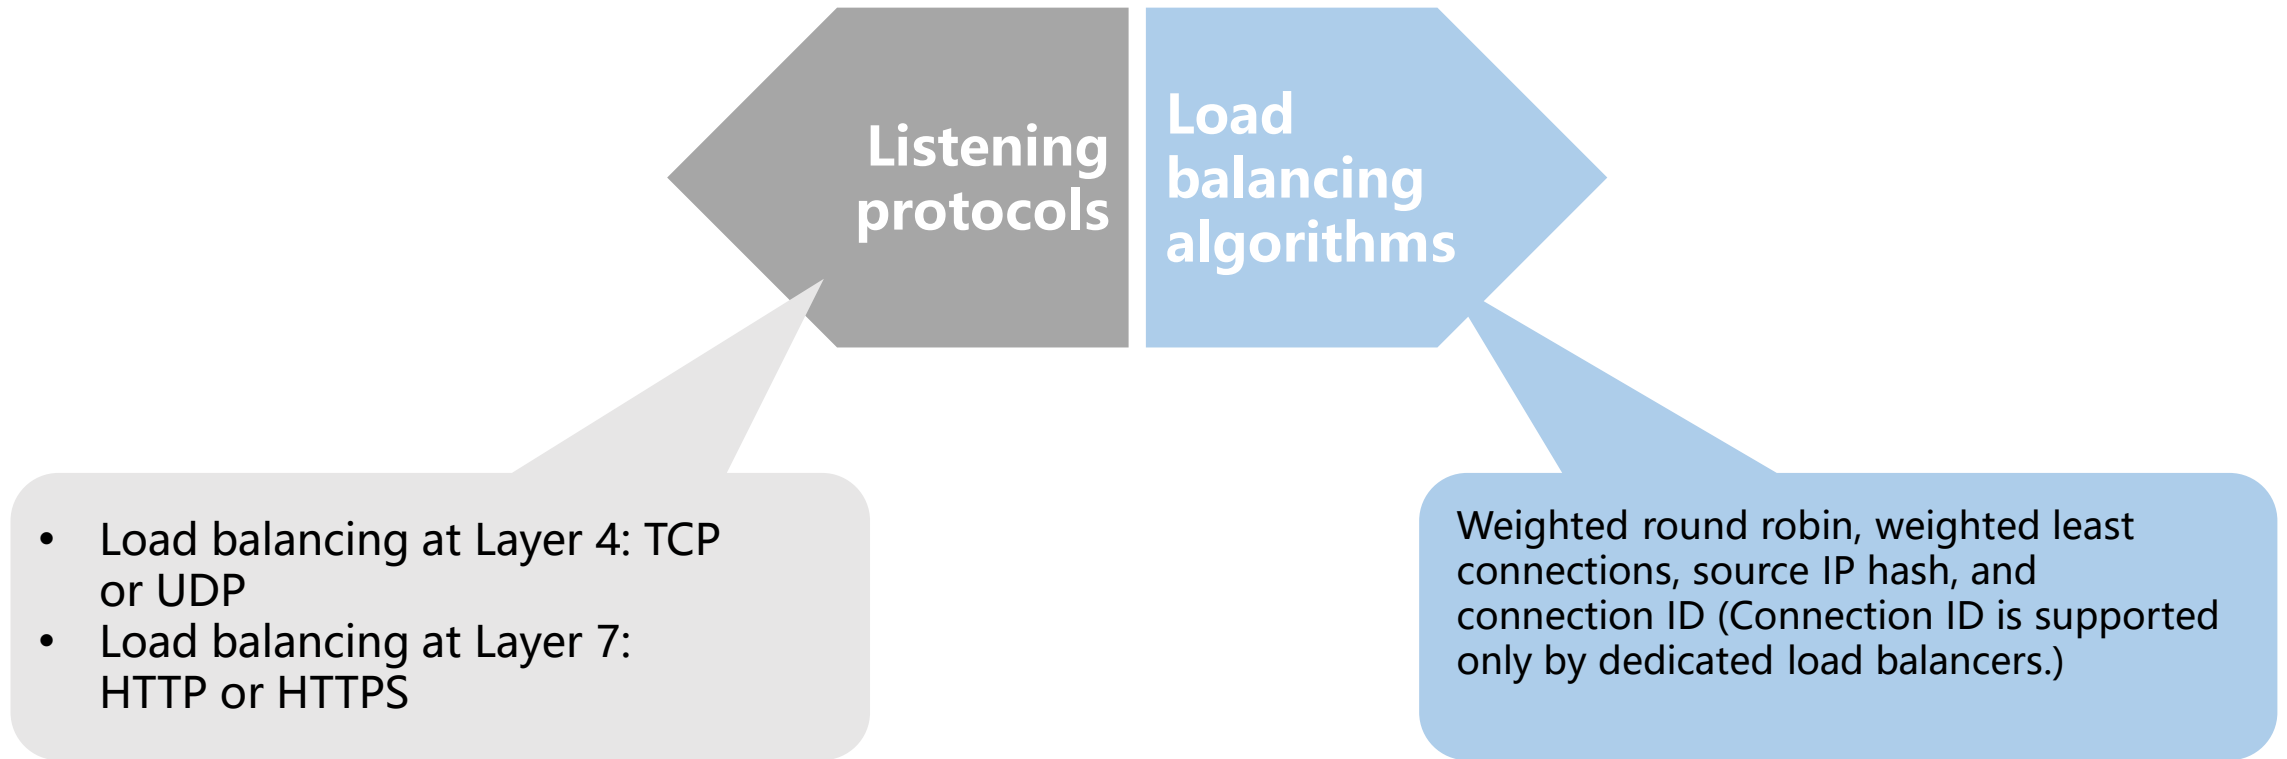 Listening
protocols
Load
balancing
algorithms
• Load balancing at Layer 4: TCP
or UDP
• Load balancing at Layer 7:
HTTP or HTTPS
Weighted round robin, weighted least
connections, source IP hash, and
connection ID (Connection ID is supported
only by dedicated load balancers.)